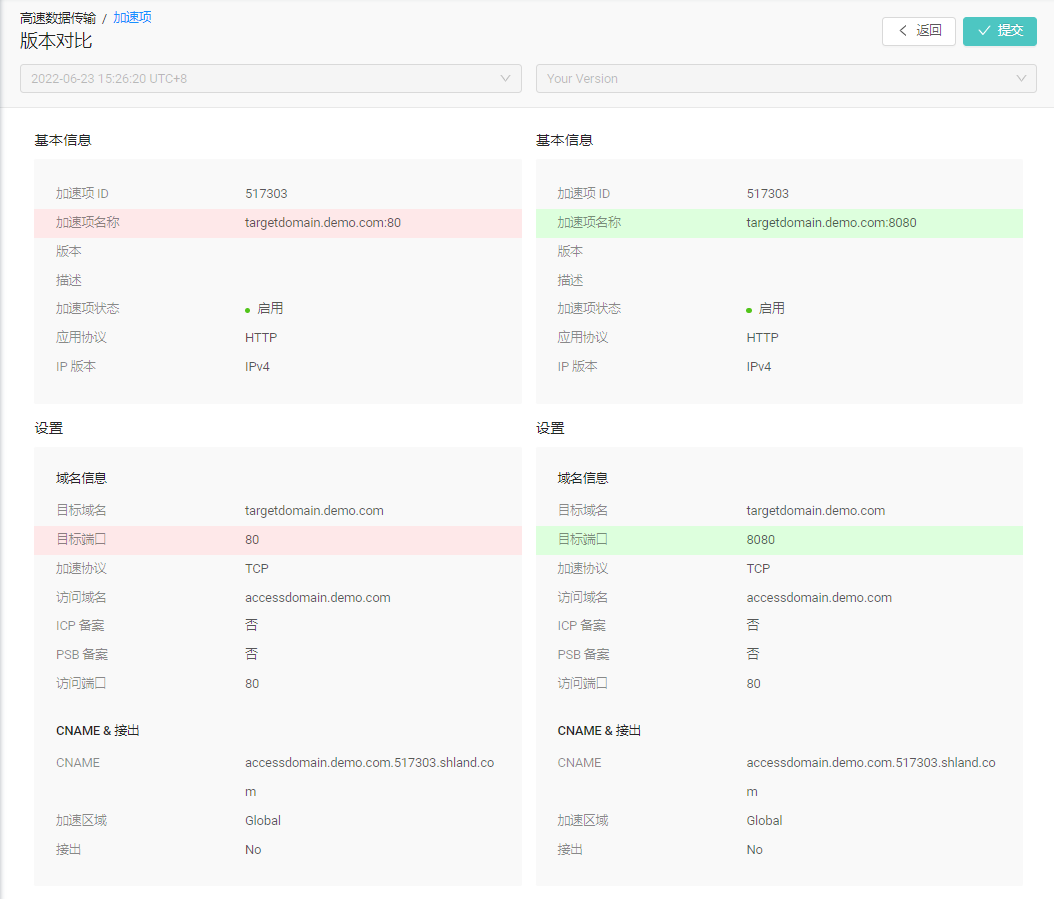 高速数据传输 / 加速项
版本对比
返回
提交
2022-06-23 15:26:20 UTC+8
Your Version
基本信息
加速项 ID 517303
加速项名称 targetdomain.demo.com:80
版本
描述
加速项状态 启用
应用协议 HTTP
IP 版本 IPv4
设置
域名信息
目标域名 targetdomain.demo.com
目标端口 80
加速协议 TCP
访问域名 accessdomain.demo.com
ICP 备案 否
PSB 备案 否
访问端口 80
CNAME & 接出
CNAME accessdomain.demo.com.517303.shland.co
m
加速区域 Global
接出 No
基本信息
加速项 ID 517303
加速项名称 targetdomain.demo.com:8080
版本
描述
加速项状态 启用
应用协议 HTTP
IP 版本 IPv4
设置
域名信息
目标域名 targetdomain.demo.com
目标端口 8080
加速协议 TCP
访问域名 accessdomain.demo.com
ICP 备案 否
PSB 备案 否
访问端口 80
CNAME & 接出
CNAME accessdomain.demo.com.517303.shland.co
m
加速区域 Global
接出 No